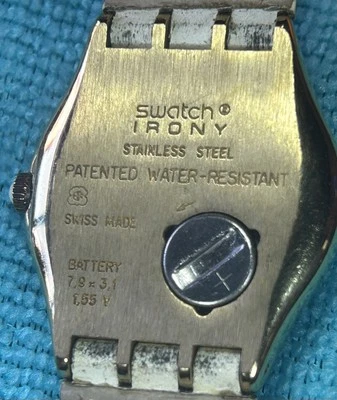 swatch®
IRONY
STAINLESS STEEL
PATENTED WATER-RESISTANT
SWISS MADE
BATTERY
7,9 x 3,1
1,55 V
+